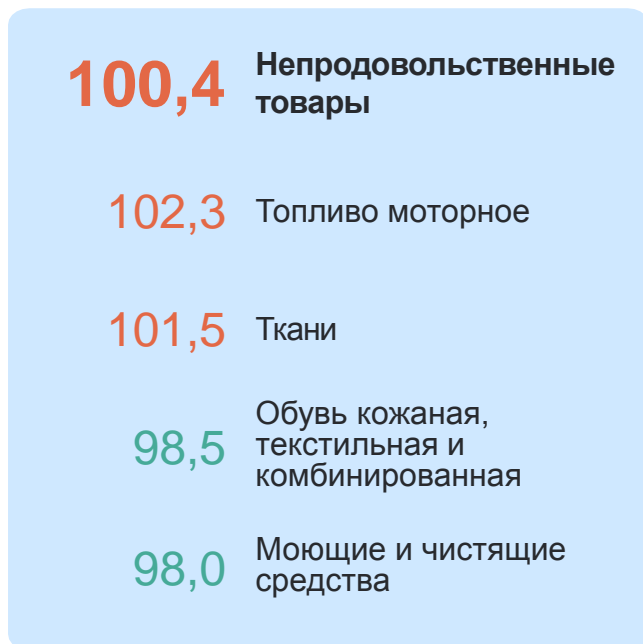 100,4 Непродовольственные
товары
102,3 Топливо моторное
101,5 Ткани
98,5 Обувь кожаная,
текстильная и
комбинированная
98,0 Моющие и чистящие
средства